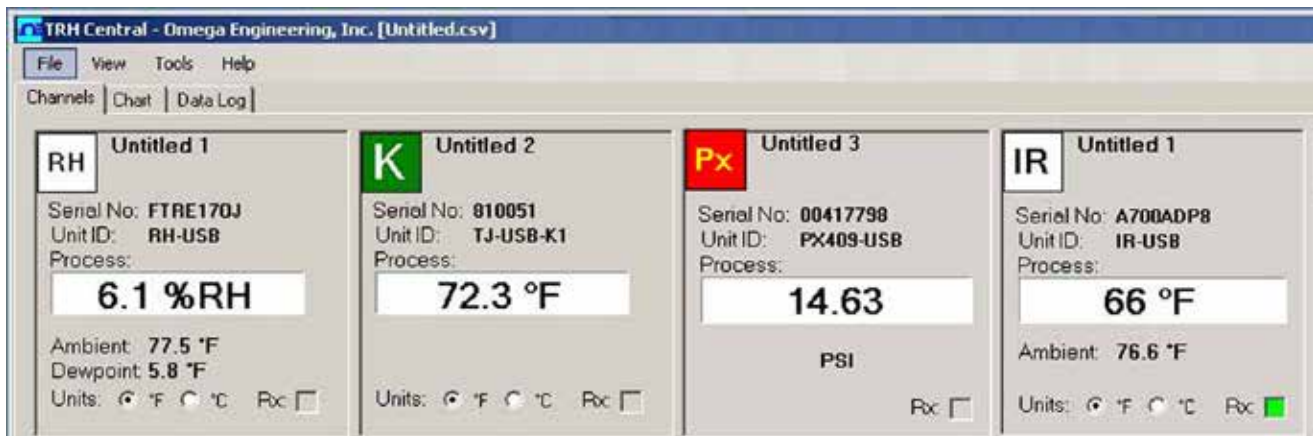 TRH Central - Omega Engineering, Inc. [Untitled.csv]
File View Tools Help
Channels Chart Data Log
RH Untitled 1
Serial No: FTRE170J
Unit ID: RH-USB
Process:
6.1 %RH
Ambient: 77.5 °F
Dewpoint: 5.8 °F
Units: °F °C Rx:
K Untitled 2
Serial No: 810051
Unit ID: TJ-USB-K1
Process:
72.3 °F
Units: °F °C Rx:
Px Untitled 3
Serial No: 00417798
Unit ID: PX409-USB
Process:
14.63
PSI
Rx:
IR Untitled 1
Serial No: A700ADP8
Unit ID: IR-USB
Process:
66 °F
Ambient: 76.6 °F
Units: °F °C Rx: